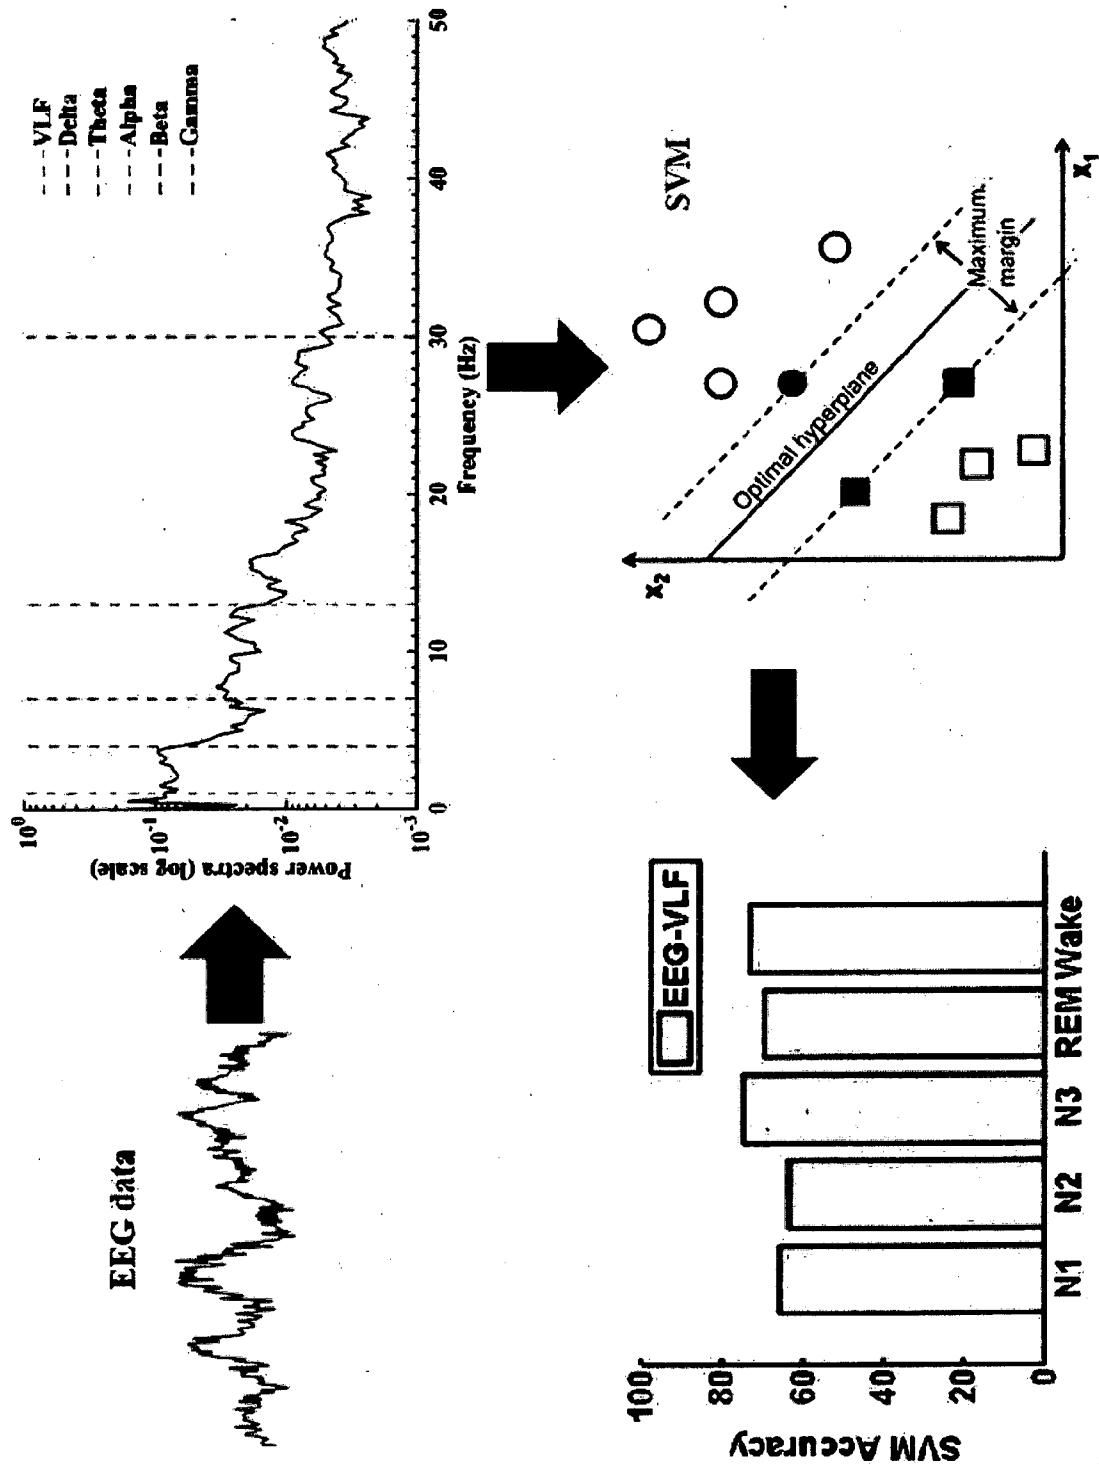 EEG data
10^0
10^-1
10^-2
10^-3
Power spectra (log scale)
0
10
20
30
40
50
Frequency (Hz)
VLF
Delta
Theta
Alpha
Beta
Gamma
SVM
X₂
X₁
Optimal hyperplane
Maximum
margin
EEG-VLF
100
80
60
40
20
0
SVM Accuracy
N1
N2
N3
REM
Wake